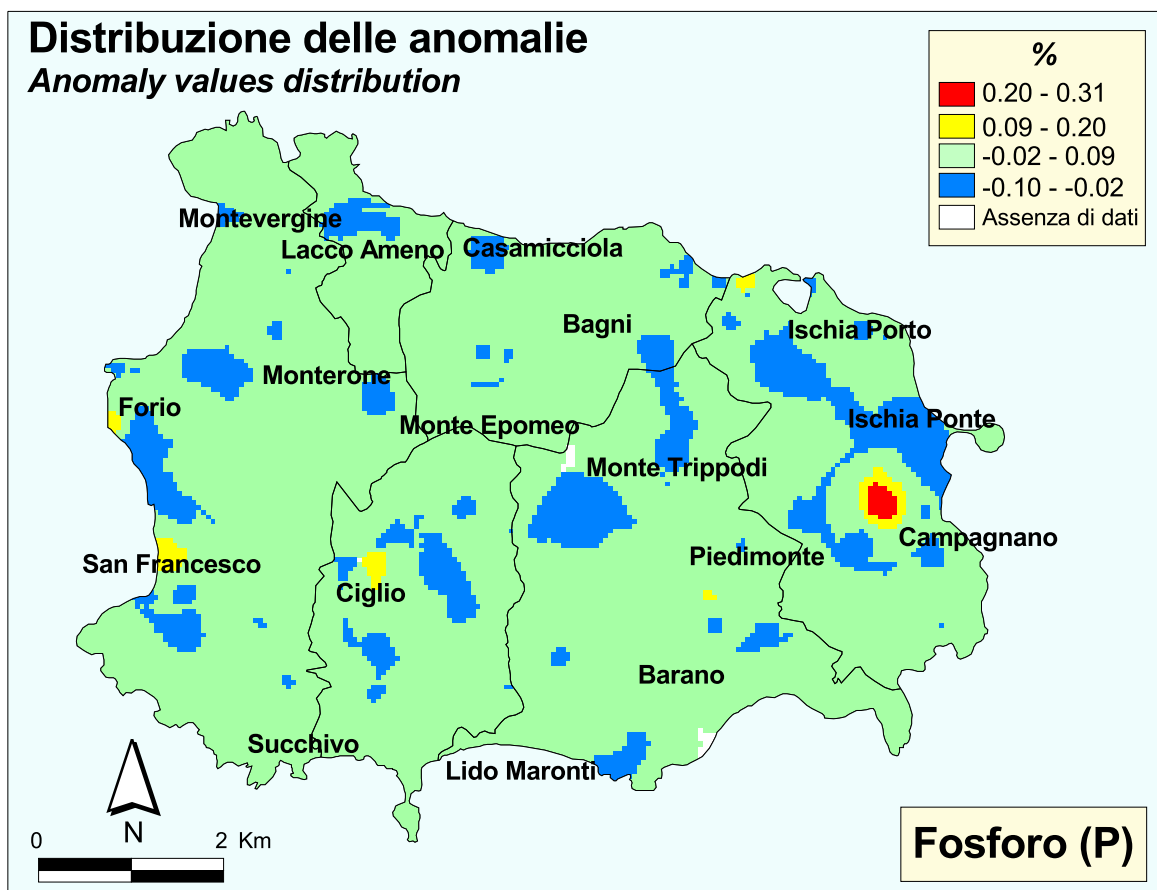 Distribuzione delle anomalie
Anomaly values distribution
%
0.20 - 0.31
0.09 - 0.20
-0.02 - 0.09
-0.10 - -0.02
Assenza di dati
Montevergine
Lacco Ameno
Casamicciola
Bagni
Ischia Porto
Monterone
Forio
Monte Epomeo
Ischia Ponte
Monte Trippodi
Campagnano
Piedimonte
San Francesco
Ciglio
Barano
Succhivo
Lido Maronti
N
0 2 Km
Fosforo (P)